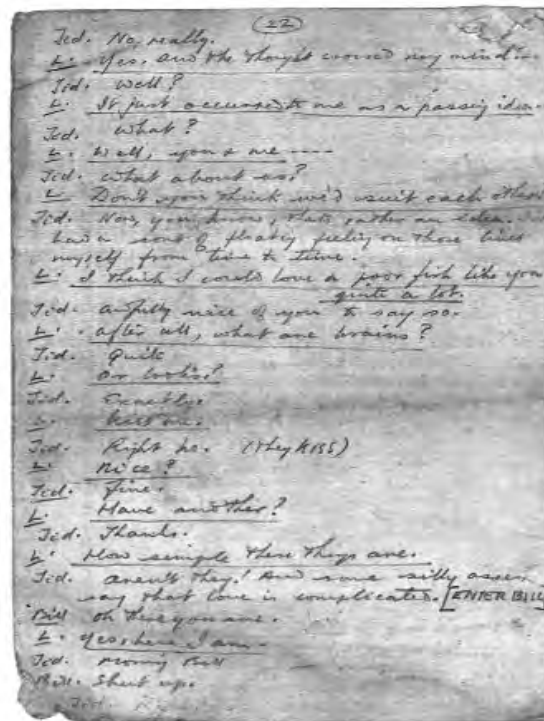 (22)
Ted. No, really.
L. Yes, and the thought crossed my mind -
Ted. Well?
L. It just occurred to me as a passing idea -
Ted. What?
L. Well, you & me ----
Ted. What about us?
L. Don't you think we'd suit each other
Ted. Now, you know, that's rather an idea.
had a sort of feeling on those lines
myself from time to time.
L. I think I could love a poor fish like you
quite a lot.
Ted. Awfully nice of you to say so.
L. After all, what are brains?
Ted. Quite
L. Or looks?
Ted. Exactly.
L. Kiss me.
Ted. Right ho. (They Kiss)
L. Nice?
Ted. Fine.
L. Have another?
Ted. Thanks.
L. How simple these things are.
Ted. Aren't they! And some silly asses
say that love is complicated. [ENTER BILL]
Bill oh there you are.
L. Yes, here I am -
Ted. Morning Bill
Bill. Shut up.
Ted.